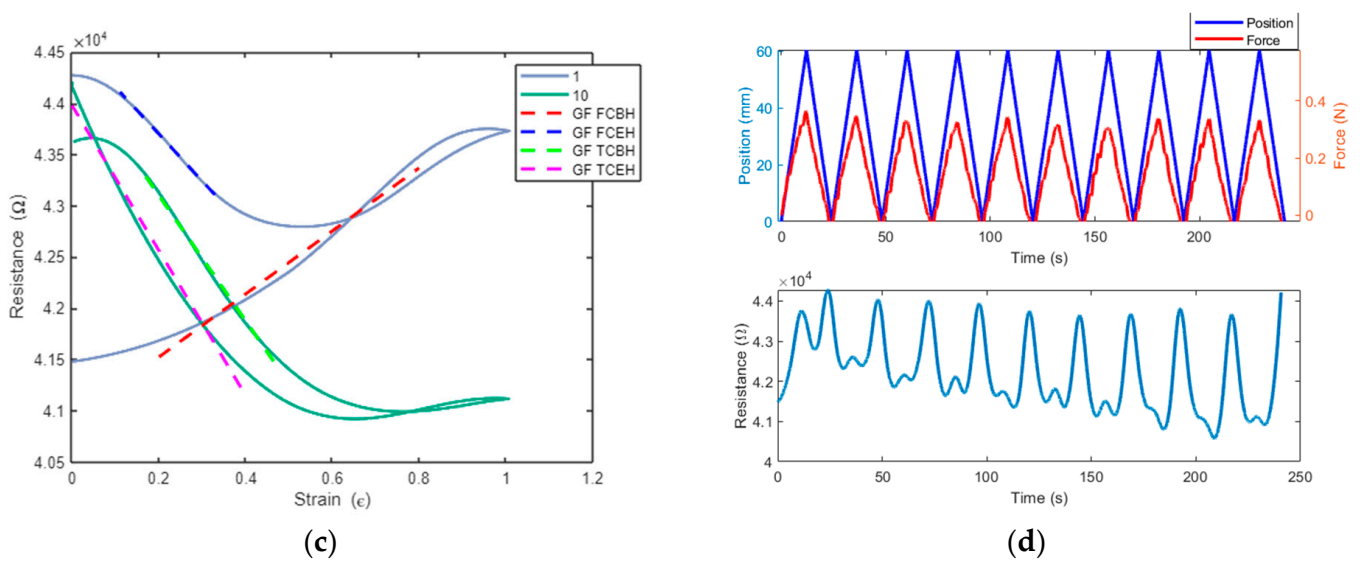 ×10⁴
4.45
4.4
4.35
4.3
4.25
4.2
4.15
4.1
4.05
Resistance (Ω)
0 0.2 0.4 0.6 0.8 1 1.2
Strain (ϵ)
1
10
GF FCBH
GF FCEH
GF TCBH
GF TCEH
(c)
Position
Force
60
40
20
0
Position (mm)
0.4
0.2
0
Force (N)
0 50 100 150 200
Time (s)
×10⁴
4.4
4.3
4.2
4.1
4
Resistance (Ω)
0 50 100 150 200 250
Time (s)
(d)